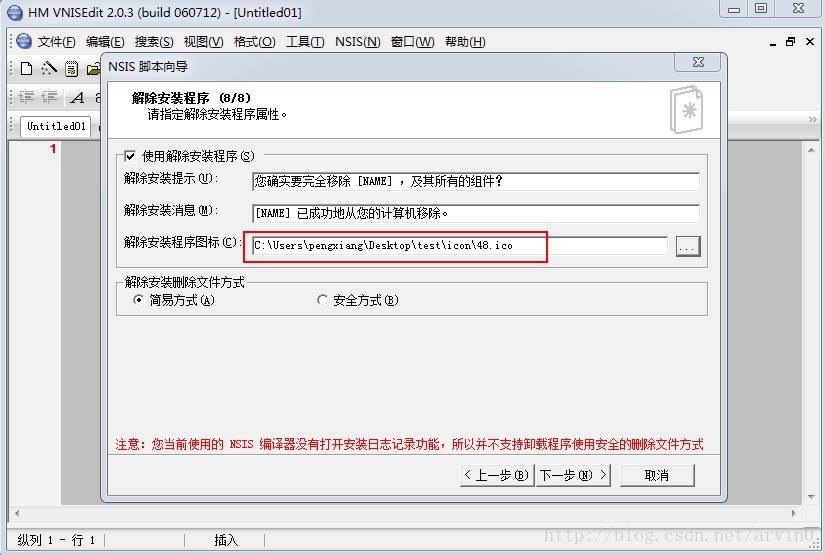 HM VNISEdit 2.0.3 (build 060712) - [Untitled01]
文件(F) 编辑(E) 搜索(S) 视图(V) 格式(O) 工具(T) NSIS(N) 窗口(W) 帮助(H)
NSIS 脚本向导
解除安装程序 (8/8)
请指定解除安装程序属性。
Untitled01
1
使用解除安装程序(S)
解除安装提示(U): 您确实要完全移除 [NAME] ，及其所有的组件？
解除安装消息(M): [NAME] 已成功地从您的计算机移除。
解除安装程序图标(C): C:\Users\pengxiang\Desktop\test\icon\48.ico ...
解除安装删除文件方式
简易方式(A) 安全方式(B)
注意: 您当前使用的 NSIS 编译器没有打开安装日志记录功能，所以并不支持卸载程序使用安全的删除文件方式
< 上一步(B) 下一步(N) > 取消
纵列 1 - 行 1 插入
http://blog.csdn.net/arvin0